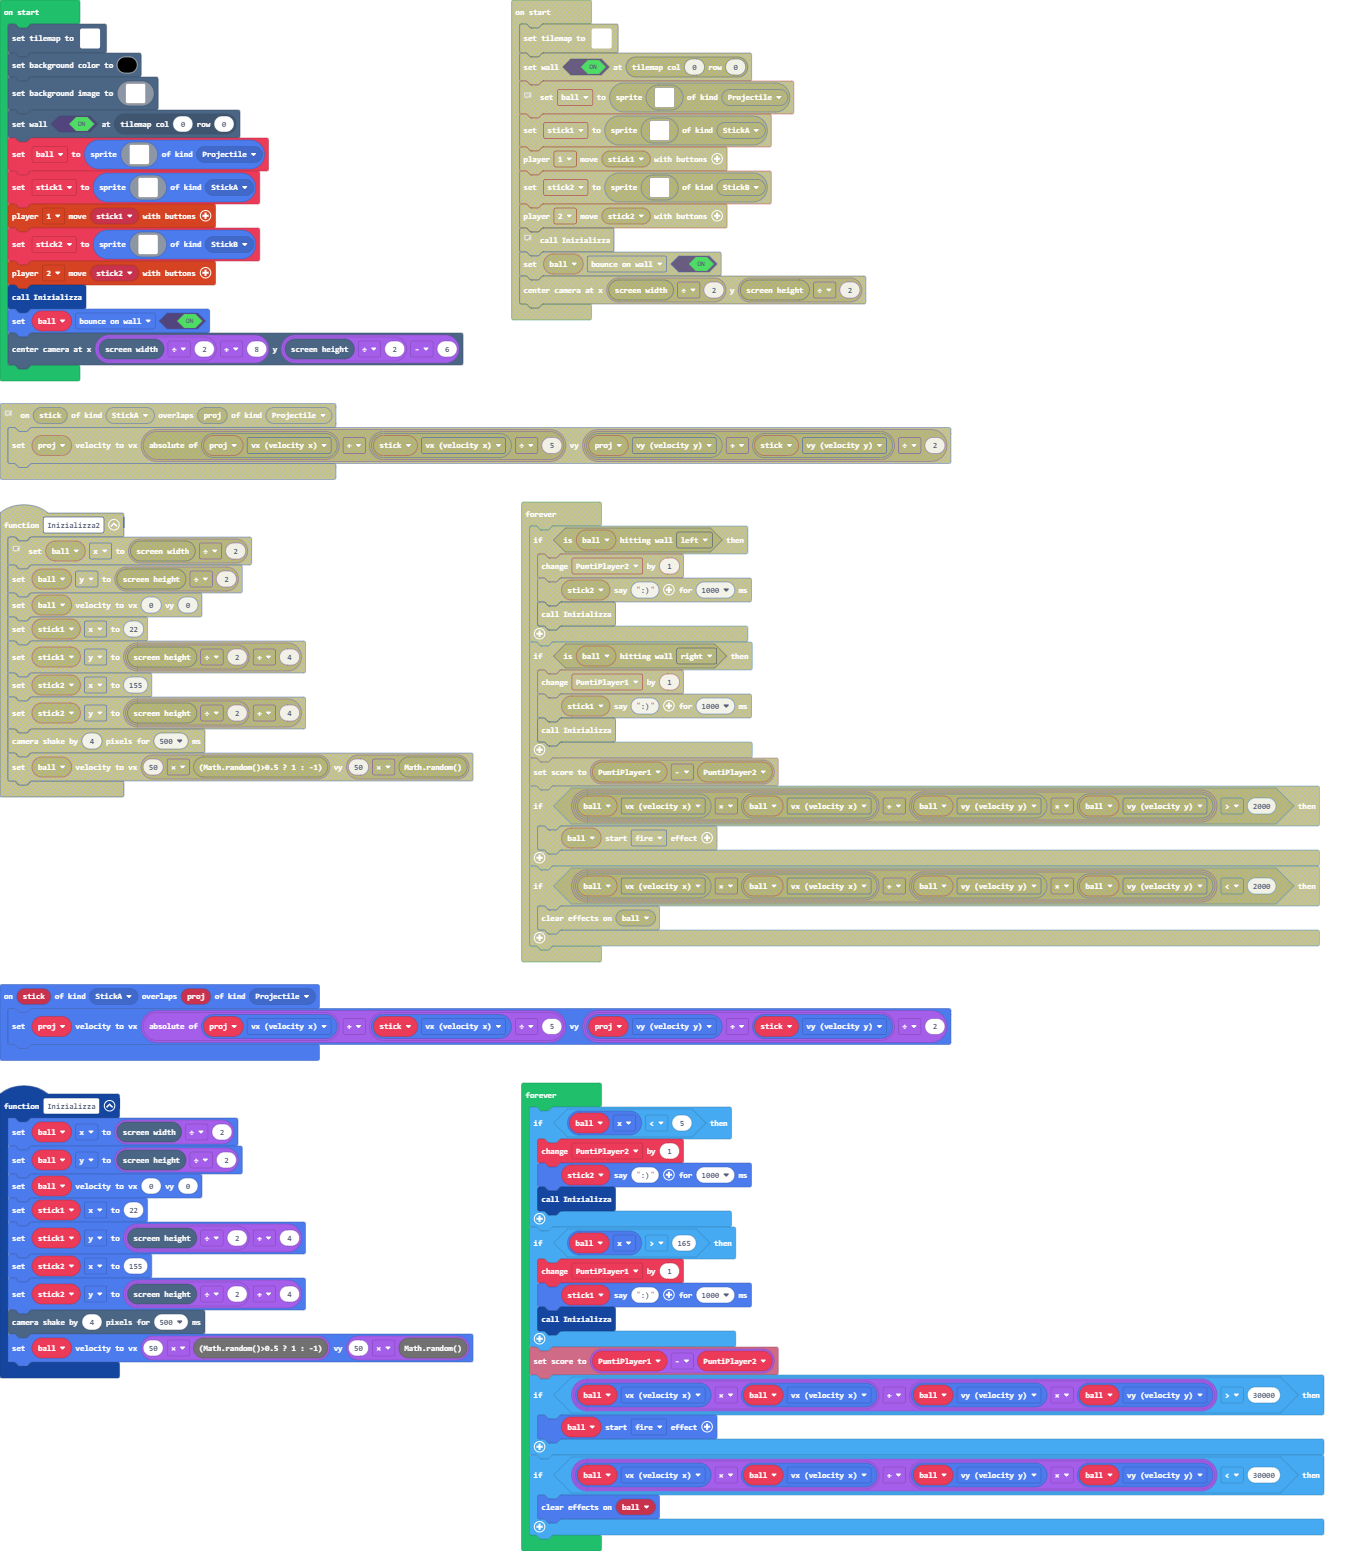 on start
set tilemap to
set background color to
set background image to
set wall ON at tilemap col 0 row 0
set ball to sprite of kind Projectile
set stick1 to sprite of kind StickA
player 1 move stick1 with buttons
set stick2 to sprite of kind StickB
player 2 move stick2 with buttons
call Inizializza
set ball bounce on wall ON
center camera at x screen width ÷ 2 + 8 y screen height ÷ 2 - 6
on start
set tilemap to
set wall ON at tilemap col 0 row 0
set ball to sprite of kind Projectile
set stick1 to sprite of kind StickA
player 1 move stick1 with buttons
set stick2 to sprite of kind StickB
player 2 move stick2 with buttons
call Inizializza
set ball bounce on wall ON
center camera at x screen width ÷ 2 y screen height ÷ 2
on stick of kind StickA overlaps proj of kind Projectile
set proj velocity to vx absolute of proj vx (velocity x) + stick vx (velocity x) + 5 vy proj vy (velocity y) + stick vy (velocity y) ÷ 2
function Inizializza2
set ball x to screen width ÷ 2
set ball y to screen height ÷ 2
set ball velocity to vx 0 vy 0
set stick1 x to 22
set stick1 y to screen height ÷ 2 + 4
set stick2 x to 155
set stick2 y to screen height ÷ 2 + 4
camera shake by 4 pixels for 500 ms
set ball velocity to vx 50 × (Math.random()>0.5 ? 1 : -1) vy 50 × Math.random()
forever
if is ball hitting wall left then
change PuntiPlayer2 by 1
stick2 say ":)" for 1000 ms
call Inizializza
if is ball hitting wall right then
change PuntiPlayer1 by 1
stick1 say ":)" for 1000 ms
call Inizializza
set score to PuntiPlayer1 - PuntiPlayer2
if ball vx (velocity x) × ball vx (velocity x) + ball vy (velocity y) × ball vy (velocity y) > 2000 then
ball start fire effect
if ball vx (velocity x) × ball vx (velocity x) + ball vy (velocity y) × ball vy (velocity y) < 2000 then
clear effects on ball
on stick of kind StickA overlaps proj of kind Projectile
set proj velocity to vx absolute of proj vx (velocity x) + stick vx (velocity x) + 5 vy proj vy (velocity y) + stick vy (velocity y) ÷ 2
function Inizializza
set ball x to screen width ÷ 2
set ball y to screen height ÷ 2
set ball velocity to vx 0 vy 0
set stick1 x to 22
set stick1 y to screen height ÷ 2 + 4
set stick2 x to 155
set stick2 y to screen height ÷ 2 + 4
camera shake by 4 pixels for 500 ms
set ball velocity to vx 50 × (Math.random()>0.5 ? 1 : -1) vy 50 × Math.random()
forever
if ball x < 5 then
change PuntiPlayer2 by 1
stick2 say ":)" for 1000 ms
call Inizializza
if ball x > 165 then
change PuntiPlayer1 by 1
stick1 say ":)" for 1000 ms
call Inizializza
set score to PuntiPlayer1 - PuntiPlayer2
if ball vx (velocity x) × ball vx (velocity x) + ball vy (velocity y) × ball vy (velocity y) > 30000 then
ball start fire effect
if ball vx (velocity x) × ball vx (velocity x) + ball vy (velocity y) × ball vy (velocity y) < 30000 then
clear effects on ball